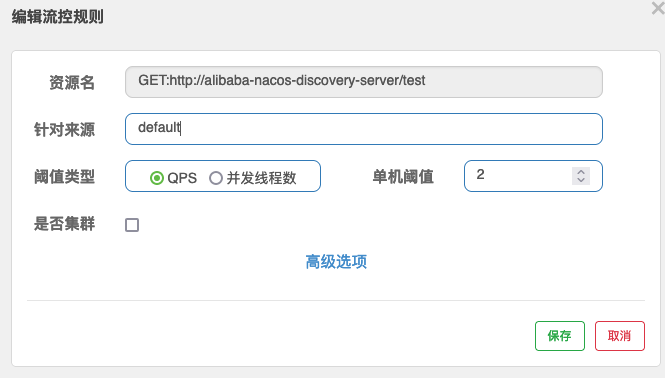 编辑流控规则
资源名 GET:http://alibaba-nacos-discovery-server/test
针对来源 default
阈值类型 QPS 并发线程数 单机阈值 2
是否集群
高级选项
保存 取消